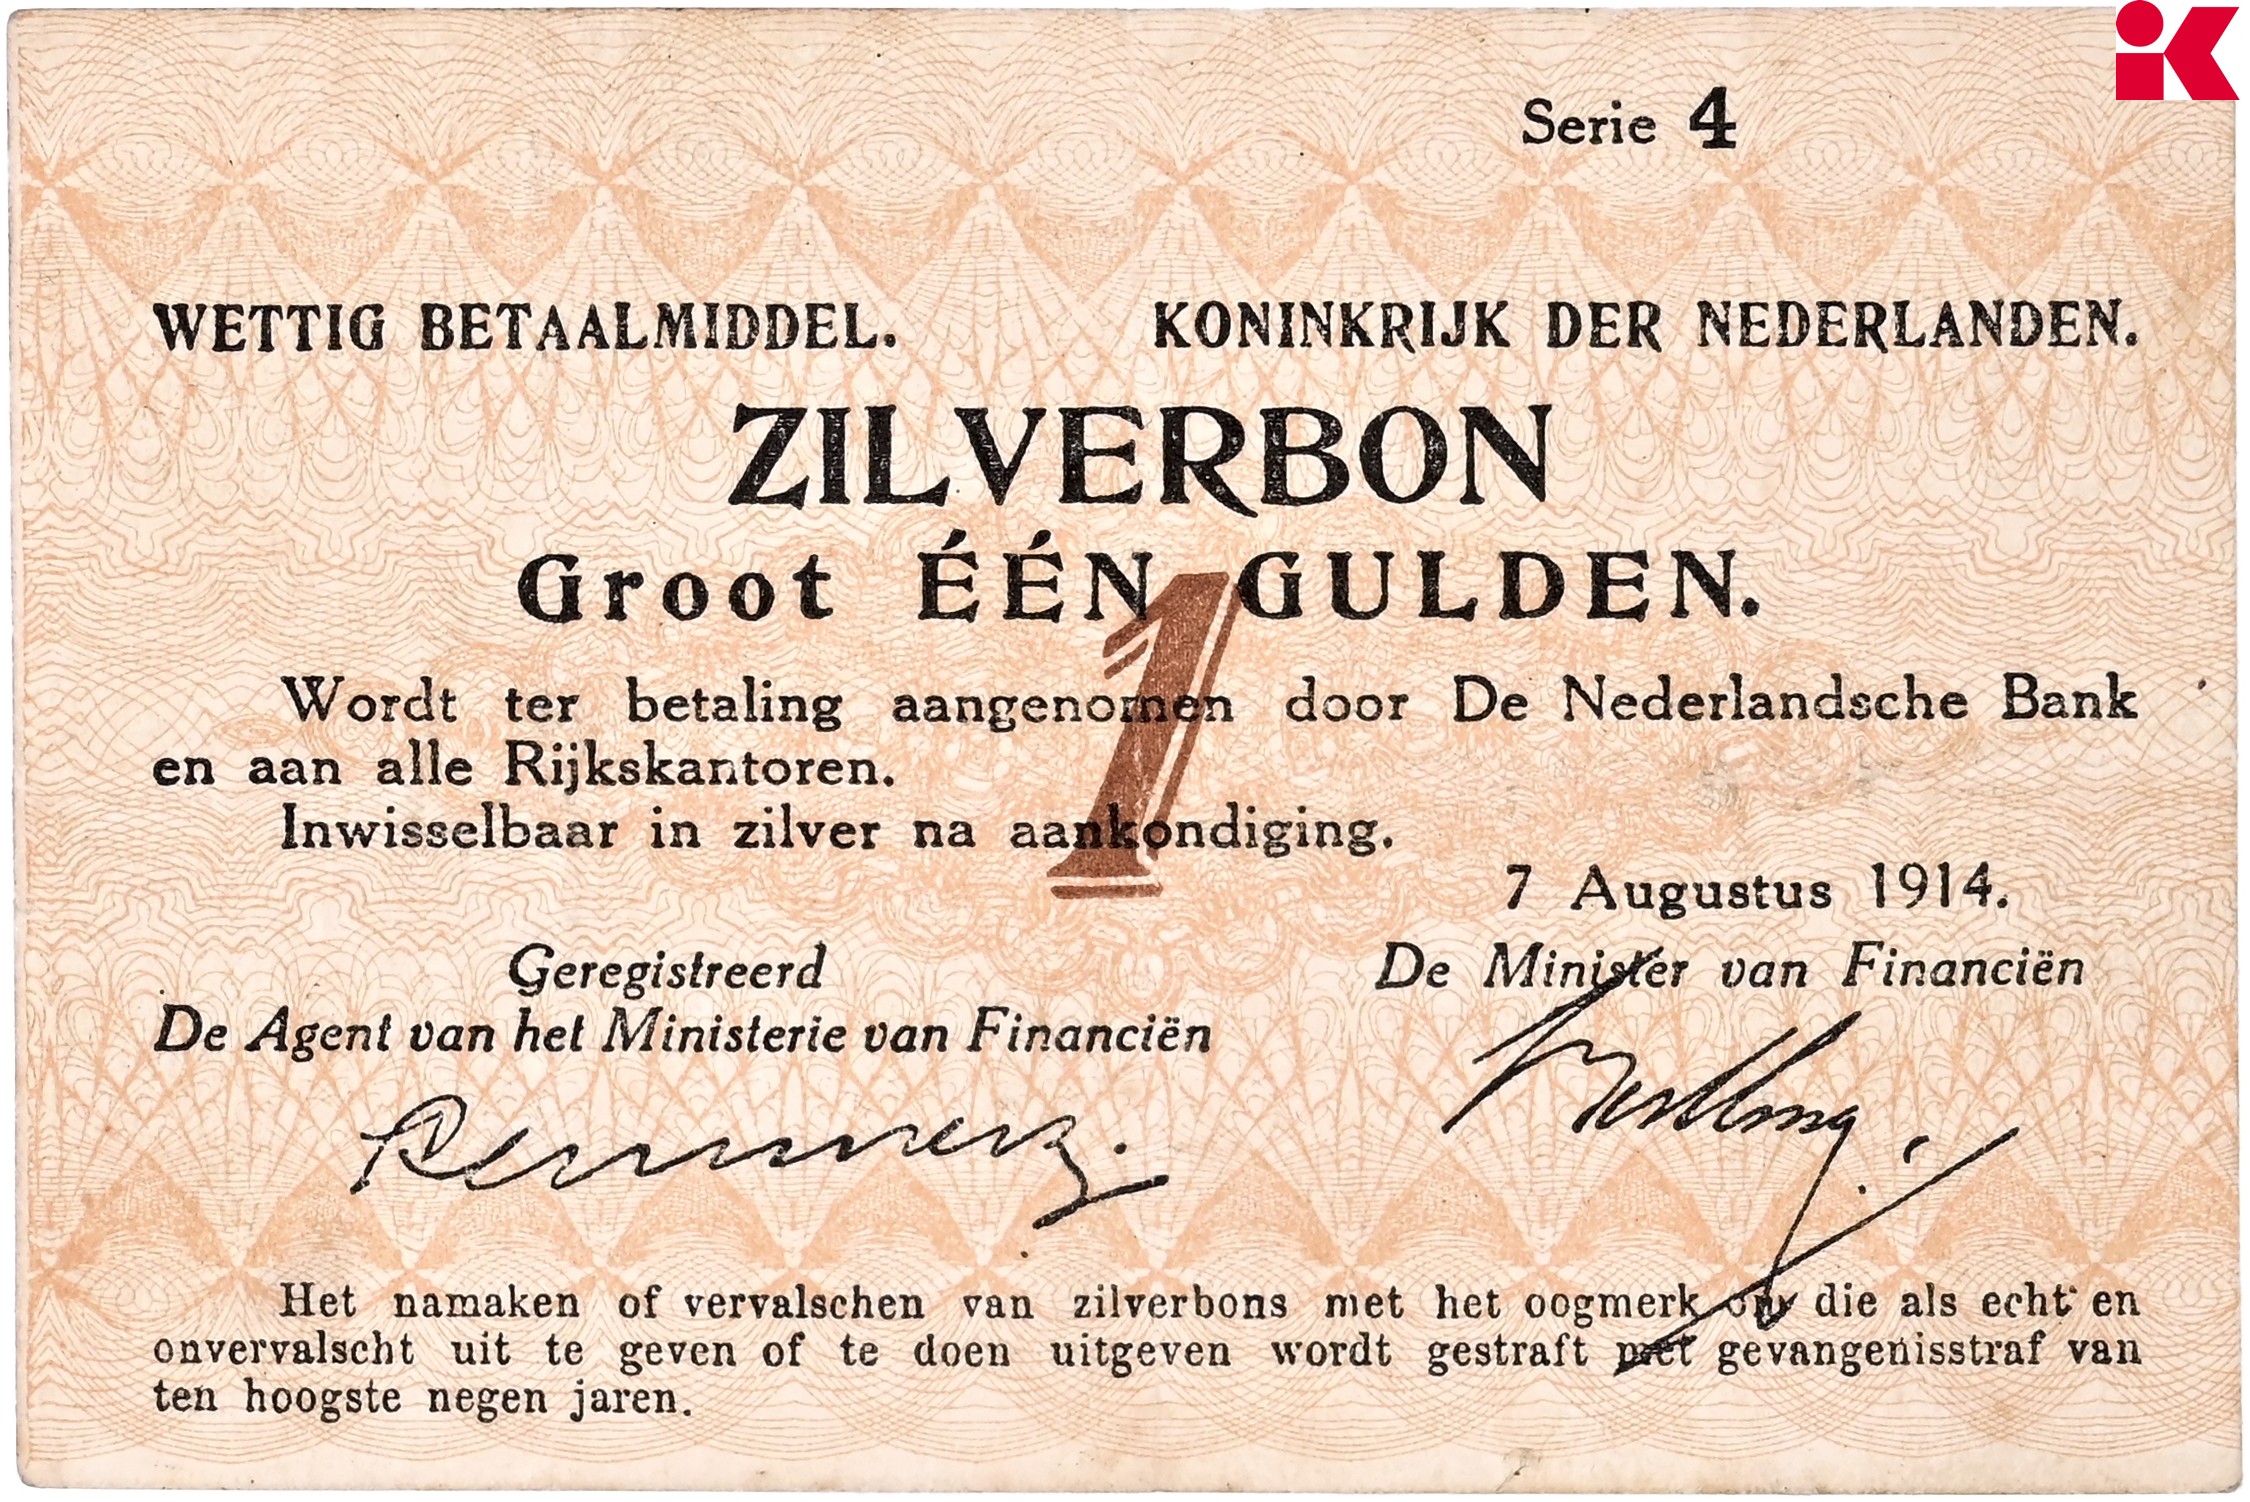 Serie 4
WETTIG BETAALMIDDEL. KONINKRIJK DER NEDERLANDEN.
ZILVERBON
Groot ÉÉN GULDEN.
1
Wordt ter betaling aangenomen door De Nederlandsche Bank
en aan alle Rijkskantoren.
Inwisselbaar in zilver na aankondiging.
7 Augustus 1914.
Geregistreerd
De Agent van het Ministerie van Financiën
De Minister van Financiën
Het namaken of vervalschen van zilverbons met het oogmerk om die als echt en
onvervalscht uit te geven of te doen uitgeven wordt gestraft met gevangenisstraf van
ten hoogste negen jaren.